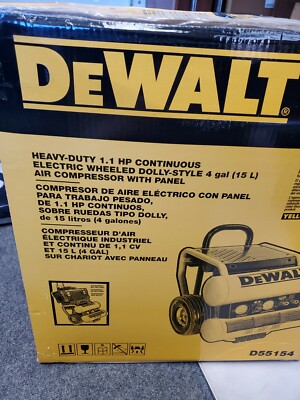 DEWALT
HEAVY-DUTY 1.1 HP CONTINUOUS
ELECTRIC WHEELED DOLLY-STYLE 4 gal (15 L)
AIR COMPRESSOR WITH PANEL
COMPRESOR DE AIRE ELÉCTRICO CON PANEL
PARA TRABAJO PESADO,
DE 1.1 HP CONTINUOS,
SOBRE RUEDAS TIPO DOLLY,
de 15 litros (4 galones)
COMPRESSEUR D'AIR
ÉLECTRIQUE INDUSTRIEL
ET CONTINU DE 1,1 CV
ET 15 L (4 GAL)
SUR CHARIOT AVEC PANNEAU
YEL
DEWALT
D55154